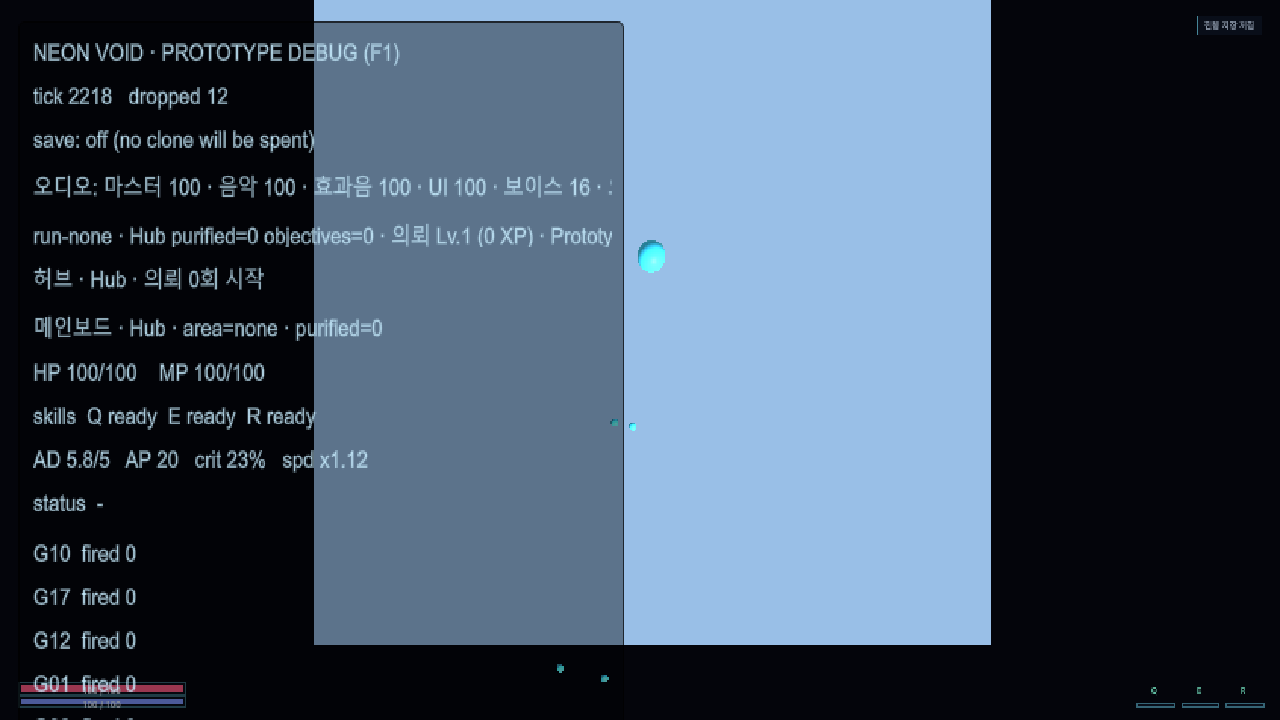 NEON VOID · PROTOTYPE DEBUG (F1)
tick 2218 dropped 12
save: off (no clone will be spent)
오디오: 마스터 100 · 음악 100 · 효과음 100 · UI 100 · 보이스 16 ·
run-none · Hub purified=0 objectives=0 · 의뢰 Lv.1 (0 XP) · Prototy
허브 · Hub · 의뢰 0회 시작
메인보드 · Hub · area=none · purified=0
HP 100/100 MP 100/100
skills Q ready E ready R ready
AD 5.8/5 AP 20 crit 23% spd x1.12
status -
G10 fired 0
G17 fired 0
G12 fired 0
G01 fired 0
100 / 100
Q E R